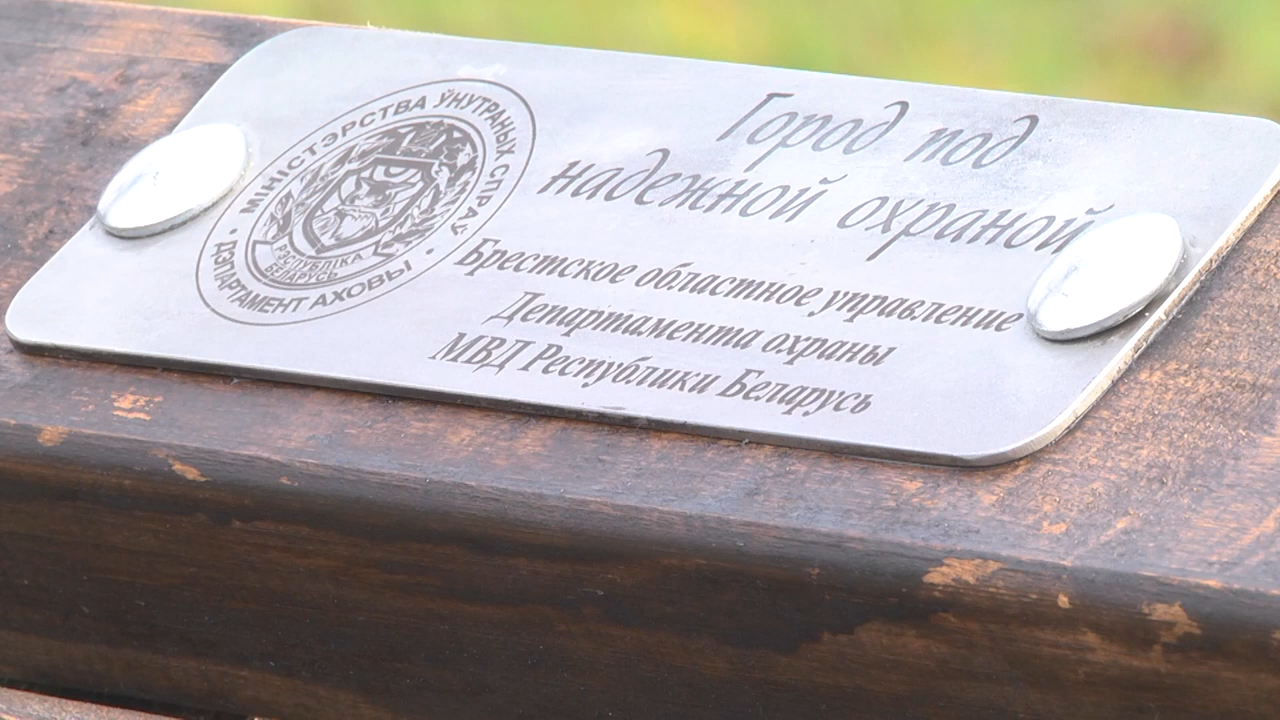 МІНІСТЭРСТВА ЎНУТРАНЫХ СПРАЎ
РЭСПУБЛІКА
БЕЛАРУСЬ
ДЭПАРТАМЕНТ АХОВЫ
Город под
надежной охраной
Брестское областное управление
Департамента охраны
МВД Республики Беларусь